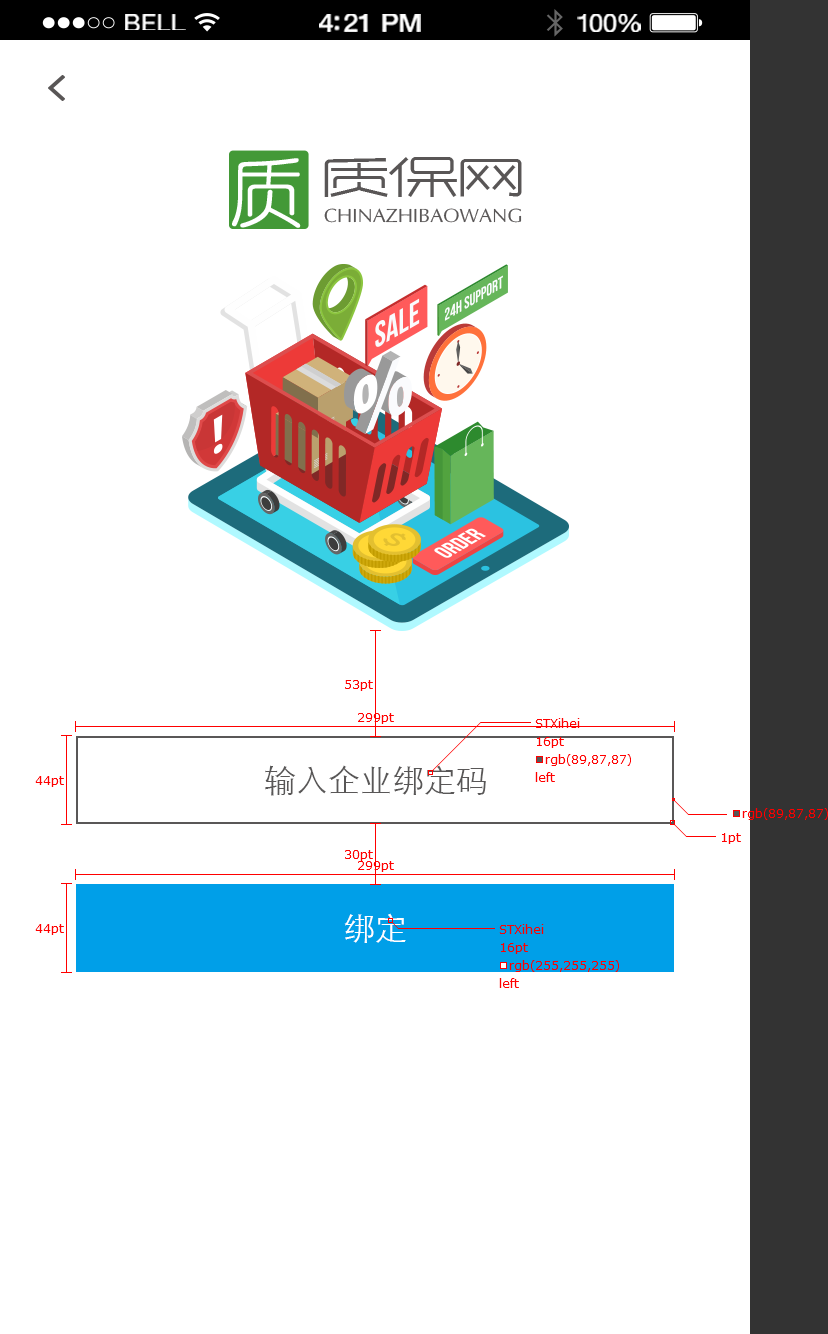 BELL 4:21 PM 100%
质 质保网
CHINAZHIBAOWANG
24H SUPPORT
SALE
%
!
$
ORDER
53pt
299pt
STXihei
16pt
rgb(89,87,87)
left
44pt
输入企业绑定码
rgb(89,87,87)
1pt
30pt
299pt
44pt
绑定
STXihei
16pt
rgb(255,255,255)
left